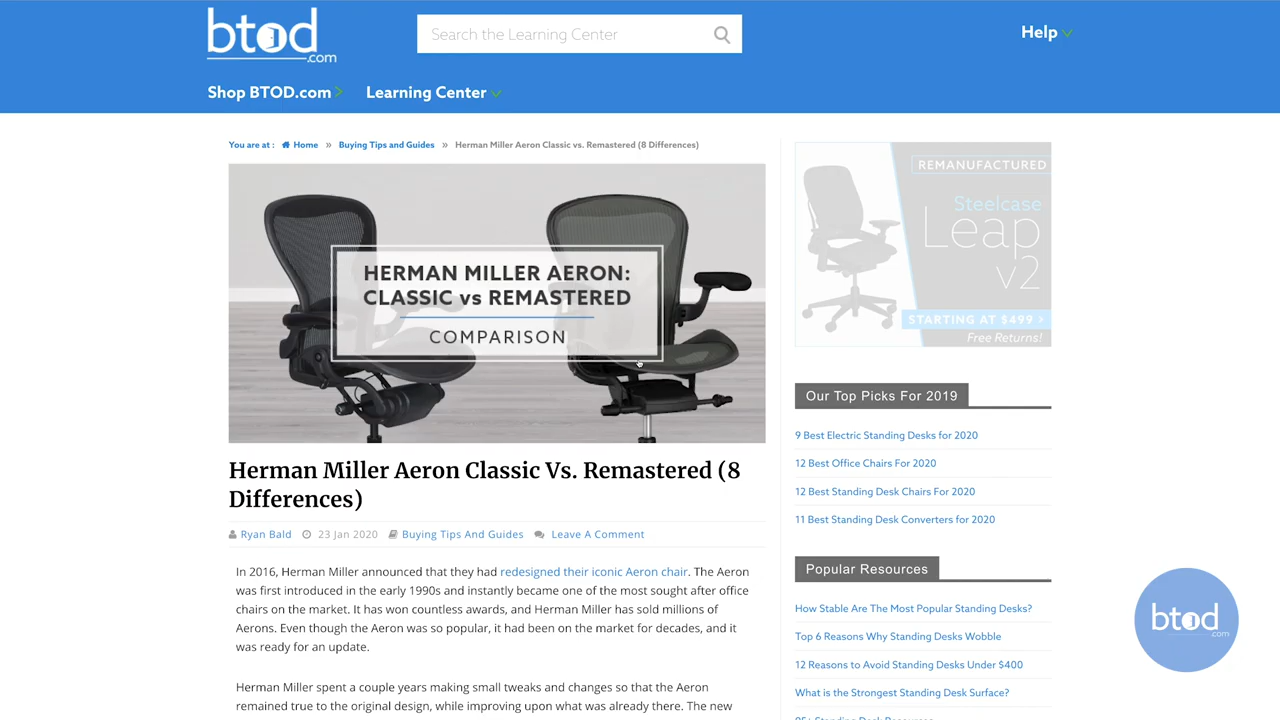 btod
.com
Search the Learning Center
Help
Shop BTOD.com >
Learning Center
You are at : Home » Buying Tips and Guides » Herman Miller Aeron Classic vs. Remastered (8 Differences)
HERMAN MILLER AERON:
CLASSIC vs REMASTERED
COMPARISON
Herman Miller Aeron Classic Vs. Remastered (8
Differences)
Ryan Bald 23 Jan 2020 Buying Tips And Guides Leave A Comment
In 2016, Herman Miller announced that they had redesigned their iconic Aeron chair. The Aeron
was first introduced in the early 1990s and instantly became one of the most sought after office
chairs on the market. It has won countless awards, and Herman Miller has sold millions of
Aerons. Even though the Aeron was so popular, it had been on the market for decades, and it
was ready for an update.
Herman Miller spent a couple years making small tweaks and changes so that the Aeron
remained true to the original design, while improving upon what was already there. The new
REMANUFACTURED
Steelcase
Leap
v2
STARTING AT $499 >
Free Returns!
Our Top Picks For 2019
9 Best Electric Standing Desks for 2020
12 Best Office Chairs For 2020
12 Best Standing Desk Chairs For 2020
11 Best Standing Desk Converters for 2020
Popular Resources
How Stable Are The Most Popular Standing Desks?
Top 6 Reasons Why Standing Desks Wobble
12 Reasons to Avoid Standing Desks Under $400
What is the Strongest Standing Desk Surface?
btod
.com